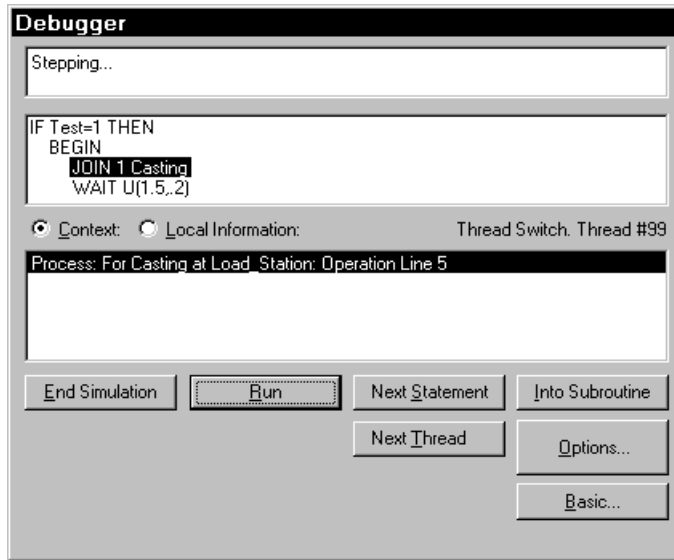 Debugger
Stepping...
IF Test=1 THEN
BEGIN
JOIN 1 Casting
WAIT U(1.5,.2)
Context: Local Information: Thread Switch. Thread #99
Process: For Casting at Load_Station: Operation Line 5
End Simulation Run Next Statement Into Subroutine
Next Thread Options...
Basic...